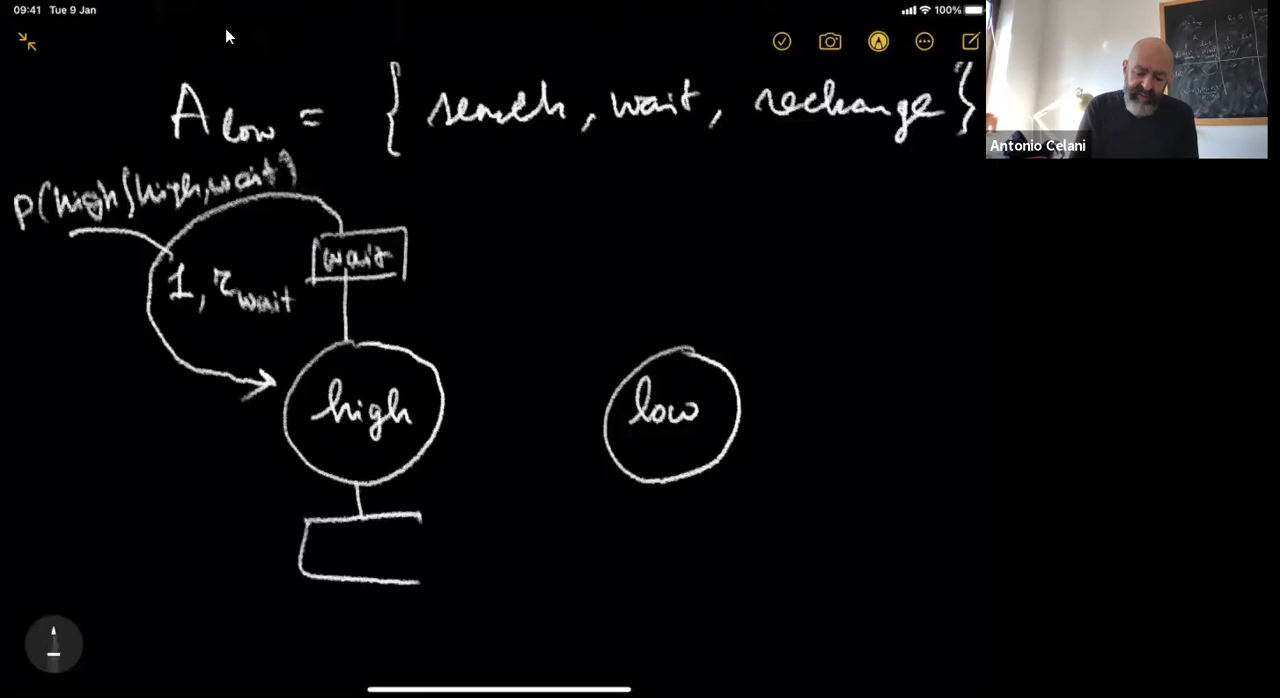 09:41 Tue 9 Jan
100%
A low = { search, wait, rechange }
Antonio Celani
p(high|high, wait)
wait
1, r wait
high
low